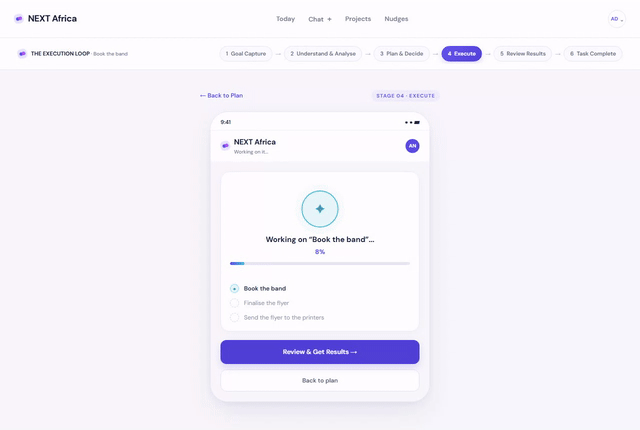 NEXT Africa
Today Chat + Projects Nudges
AD
THE EXECUTION LOOP · Book the band
1 Goal Capture → 2 Understand & Analyse → 3 Plan & Decide → 4 Execute → 5 Review Results → 6 Task Complete
← Back to Plan
STAGE 04 · EXECUTE
9:41
NEXT Africa
Working on it...
AN
Working on "Book the band"...
8%
Book the band
Finalise the flyer
Send the flyer to the printers
Review & Get Results →
Back to plan